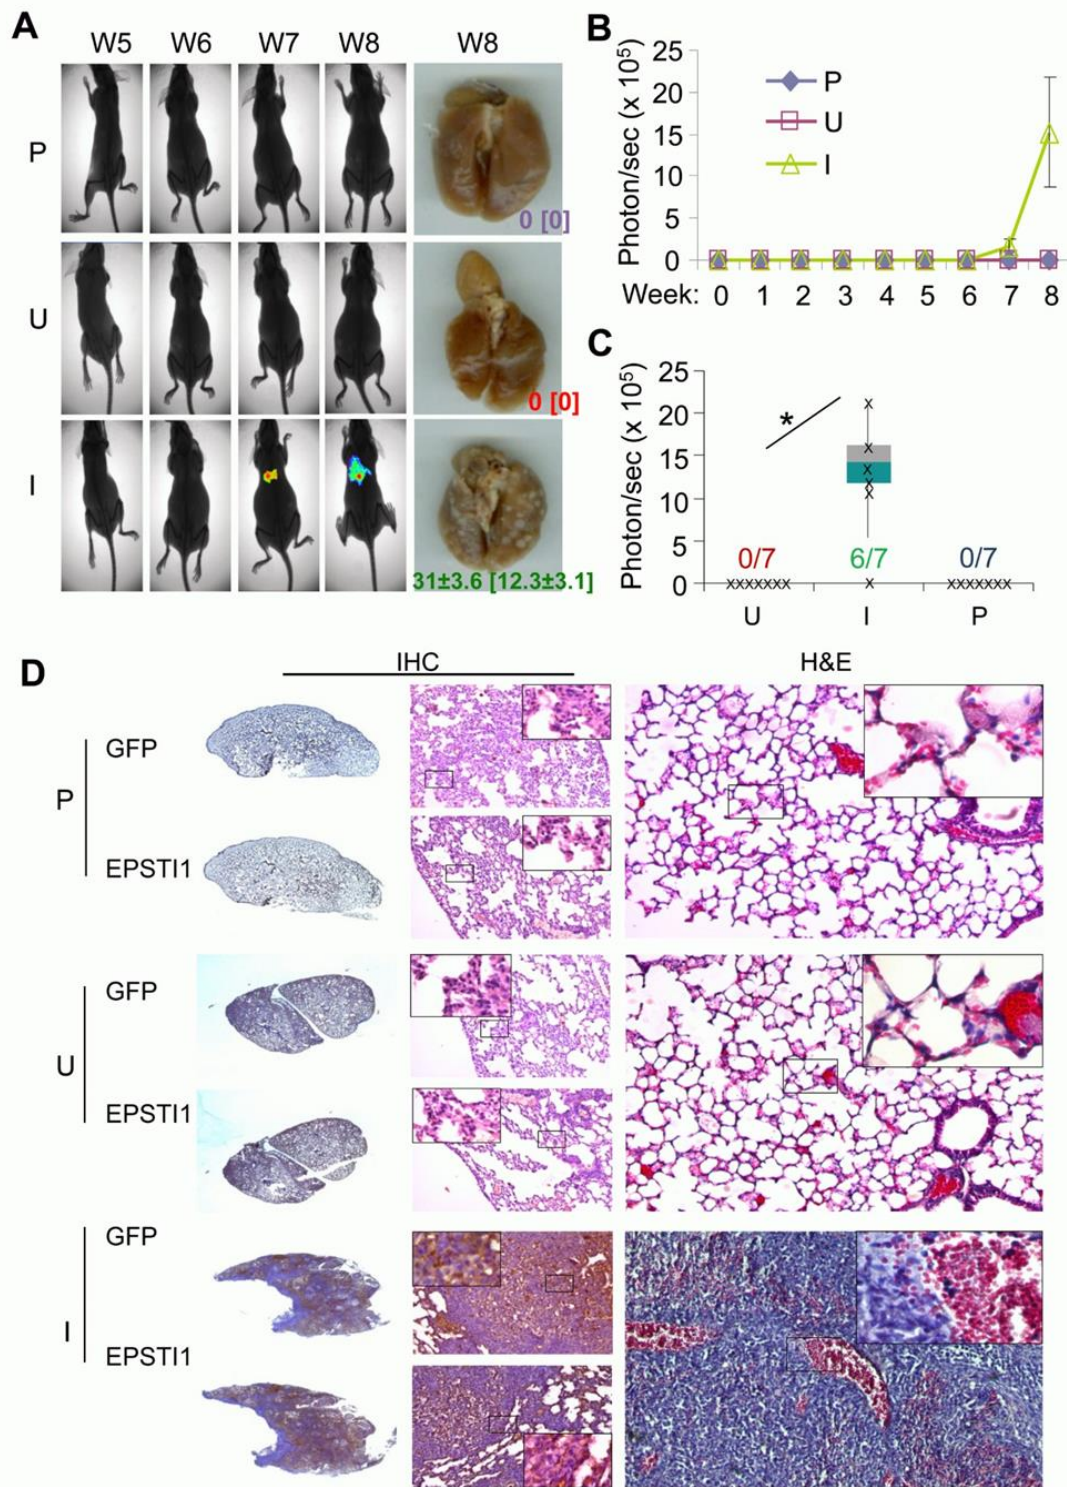 A
W5 W6 W7 W8 W8
P
0 [0]
U
0 [0]
I
31±3.6 [12.3±3.1]
B
Photon/sec (x 10⁵)
25
20
15
10
5
0
P
U
I
Week: 0 1 2 3 4 5 6 7 8
C
Photon/sec (x 10⁵)
25
20
15
10
5
0
*
0/7 6/7 0/7
U I P
D
IHC H&E
P
GFP
EPSTI1
U
GFP
EPSTI1
I
GFP
EPSTI1